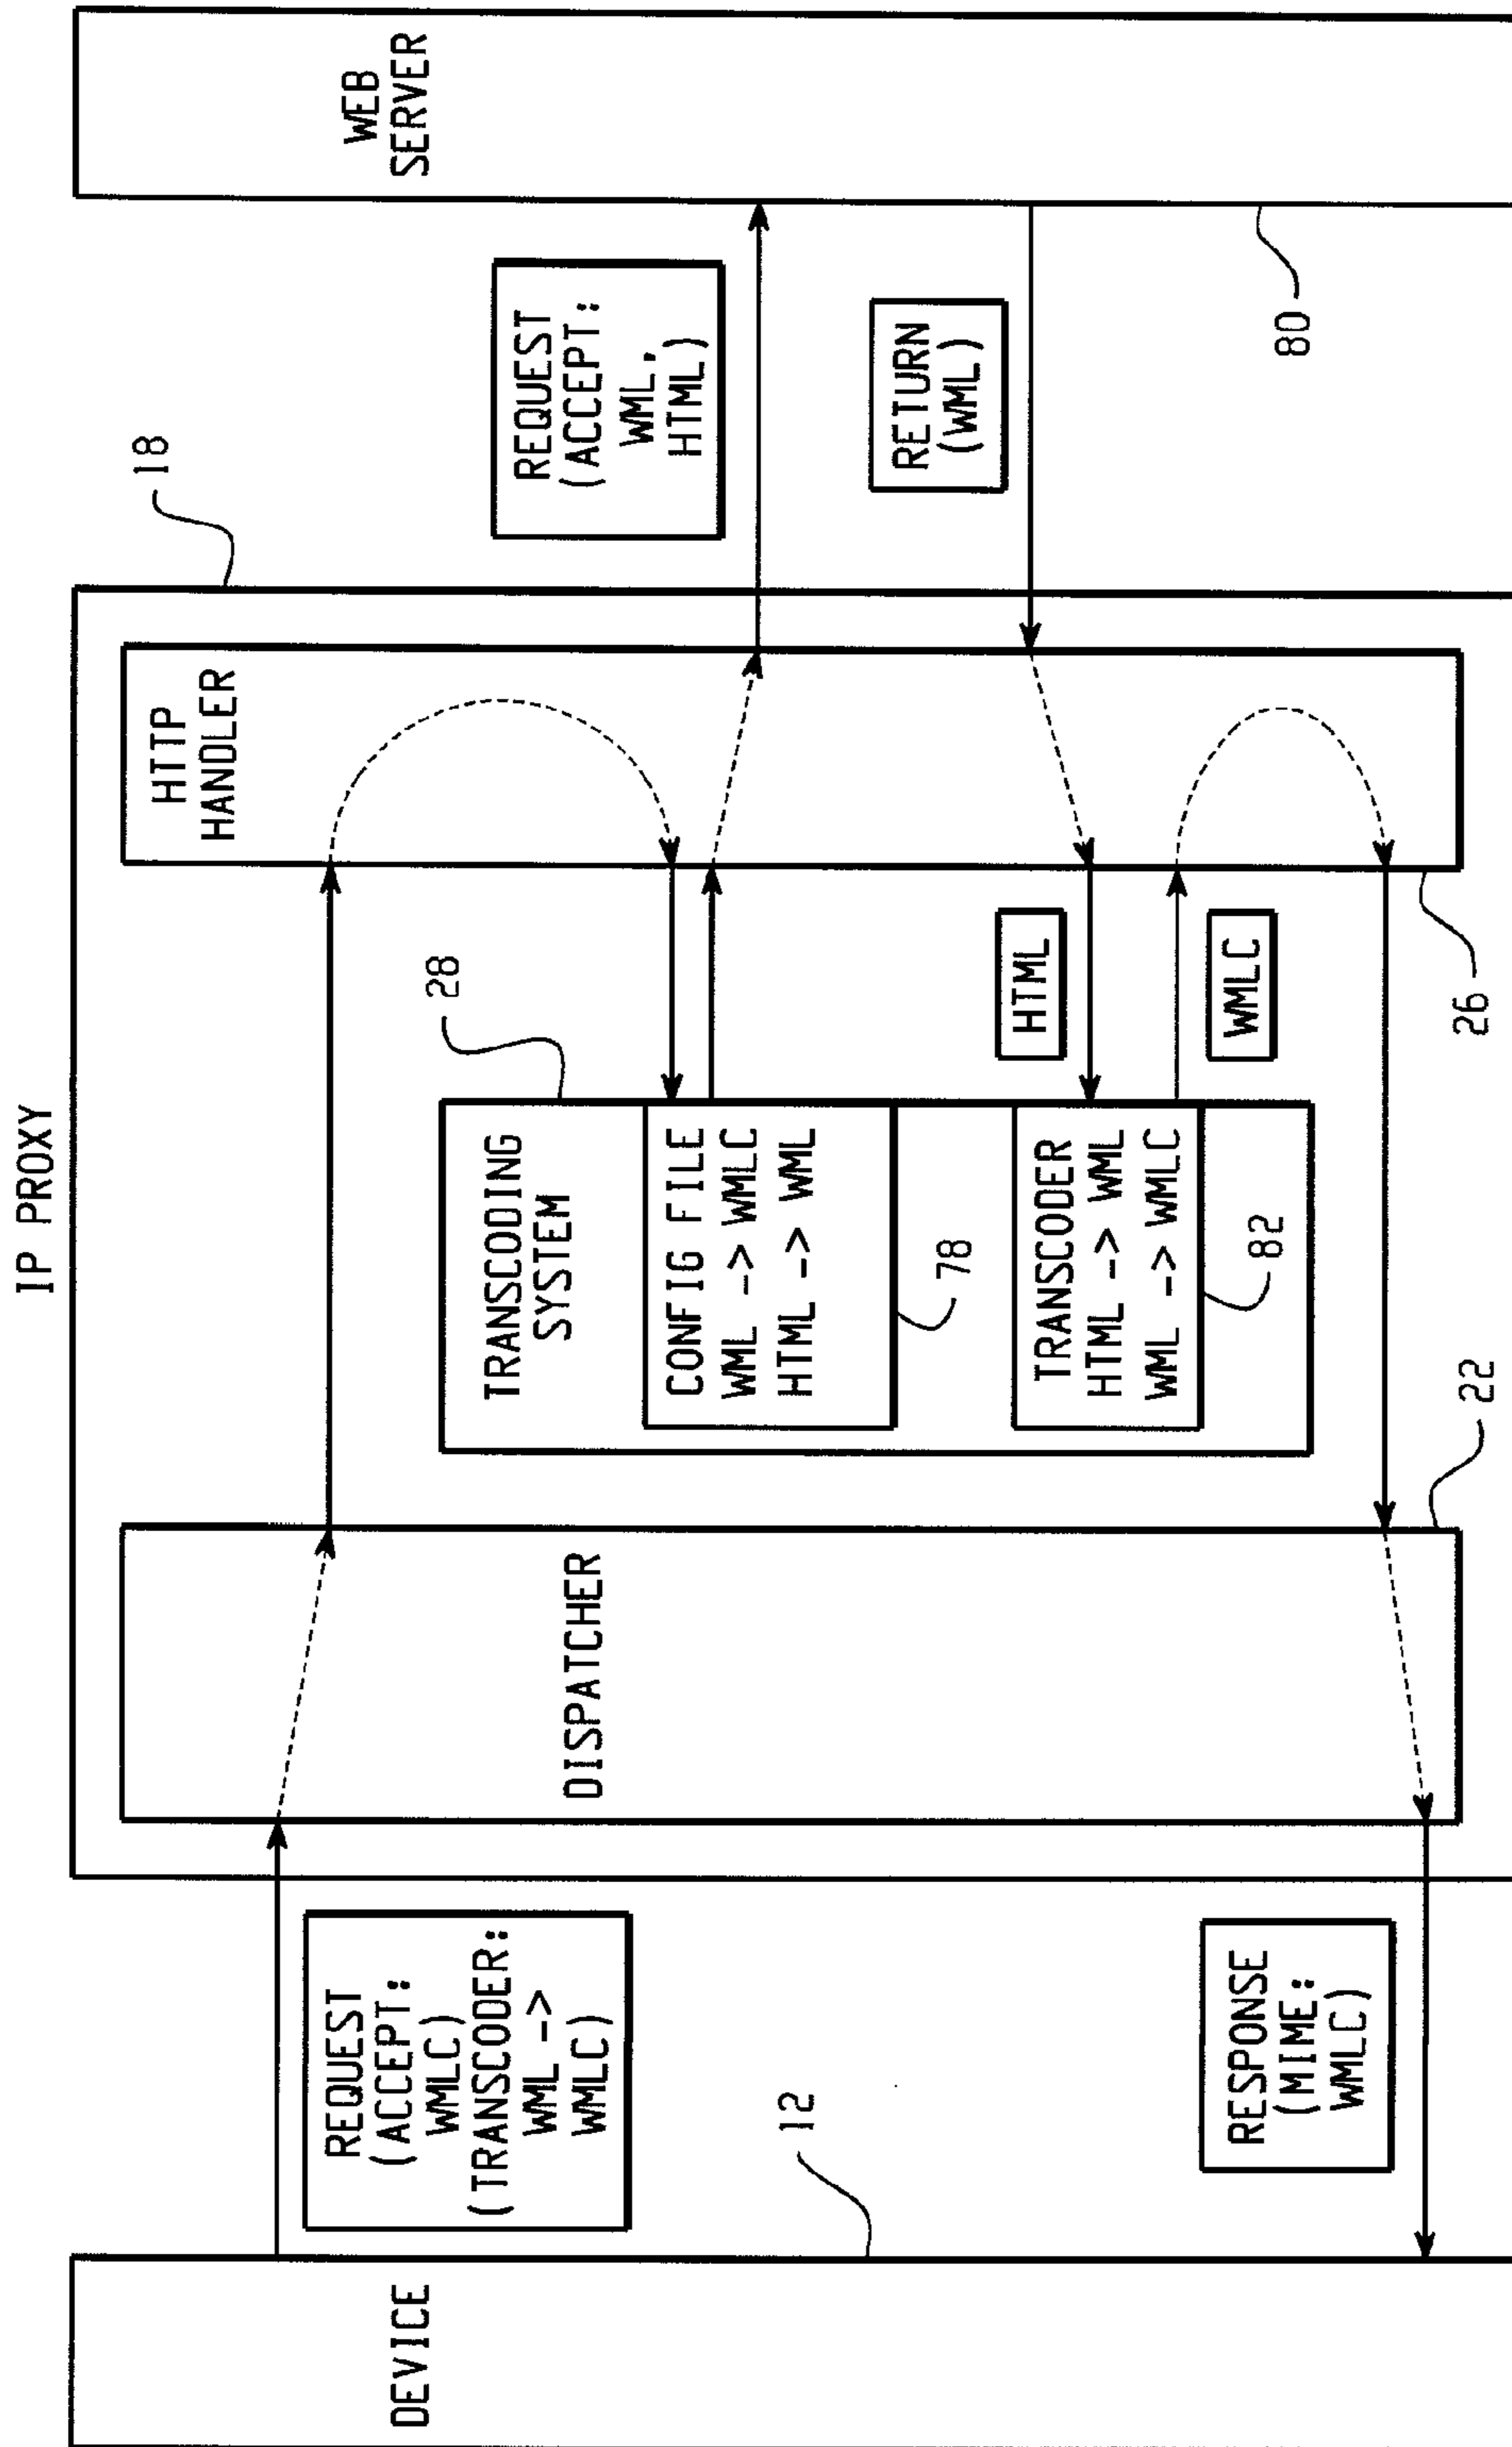 IP PROXY
DEVICE
12
REQUEST
(ACCEPT:
WMLC)
(TRANSCODER:
WML ->
WMLC)
RESPONSE
(MIME:
WMLC)
DISPATCHER
22
TRANSCODING
SYSTEM
28
CONFIG FILE
WML -> WMLC
HTML -> WML
78
TRANSCODER
HTML -> WML
WML -> WMLC
82
HTML
WMLC
HTTP
HANDLER
26
18
REQUEST
(ACCEPT:
WML,
HTML)
RETURN
(WML)
WEB
SERVER
80